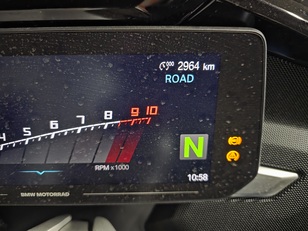 2964 km
ROAD
4 5 6 7 8 9 10
RPM x1000
N
10:58
BMW MOTORRAD